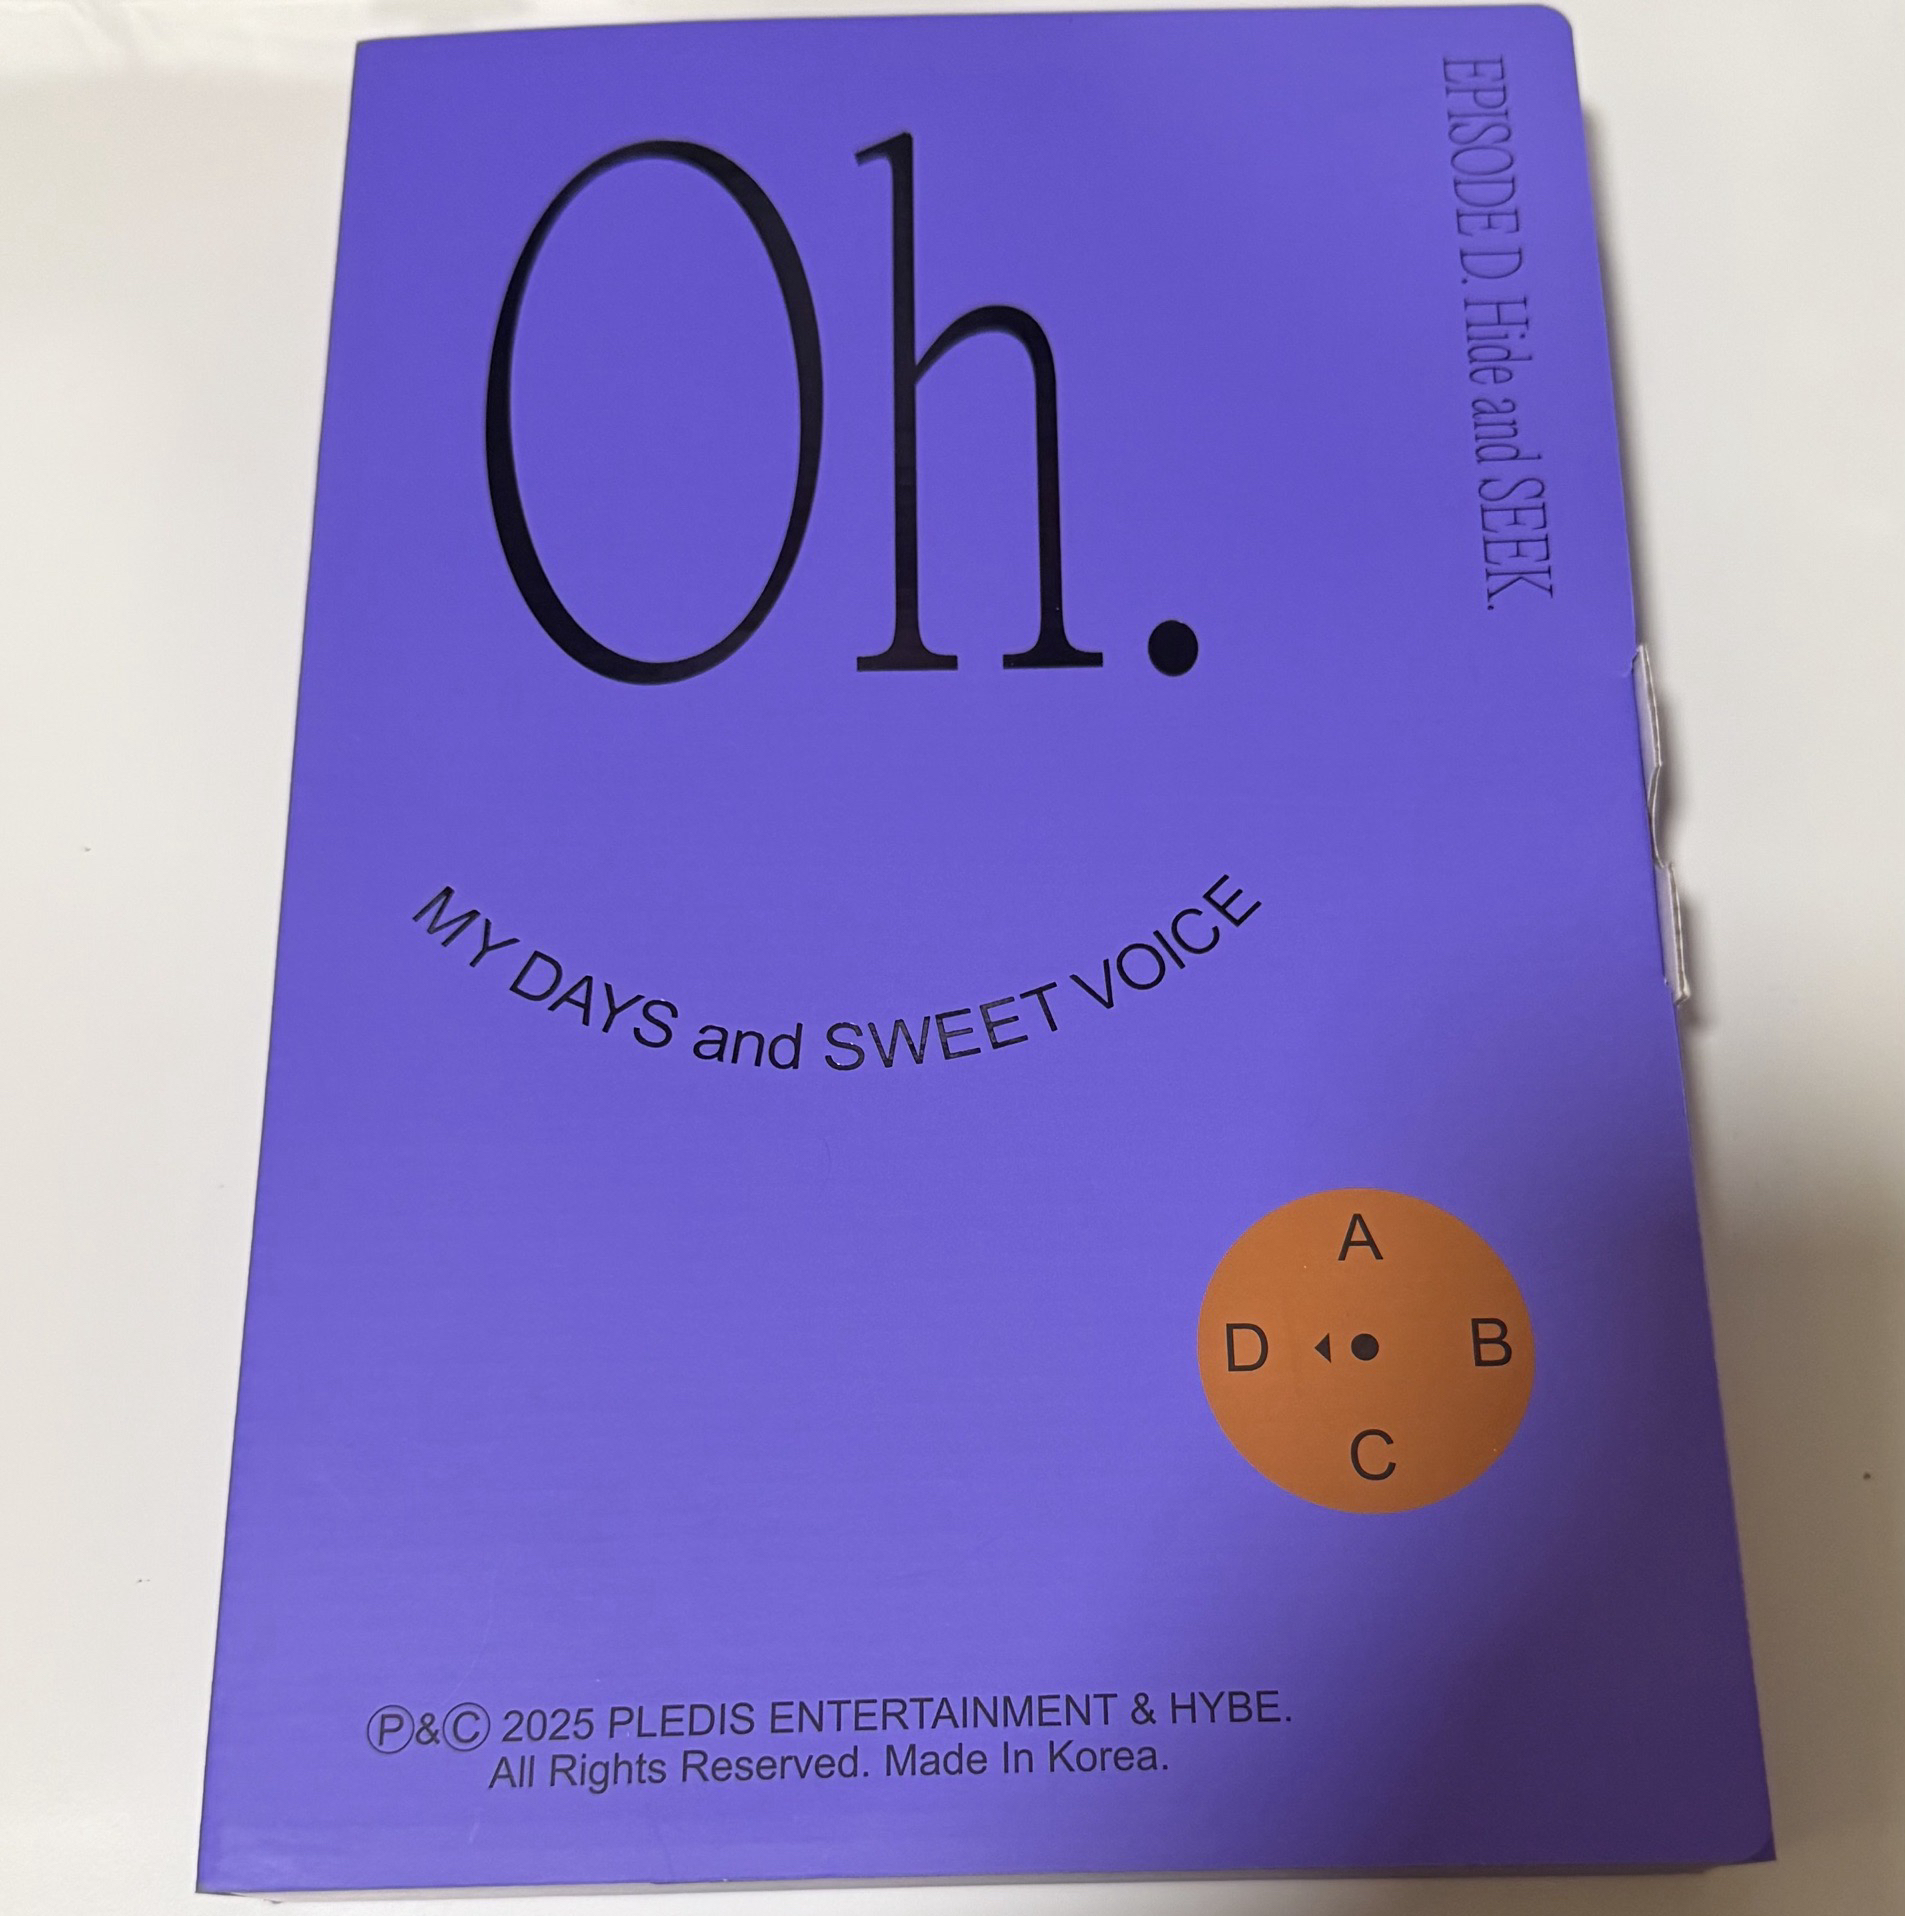 Oh.
EPISODE D. Hide and SEEK.
MY DAYS and SWEET VOICE
A
D
B
C
Ⓟ&Ⓒ 2025 PLEDIS ENTERTAINMENT & HYBE.
All Rights Reserved. Made In Korea.